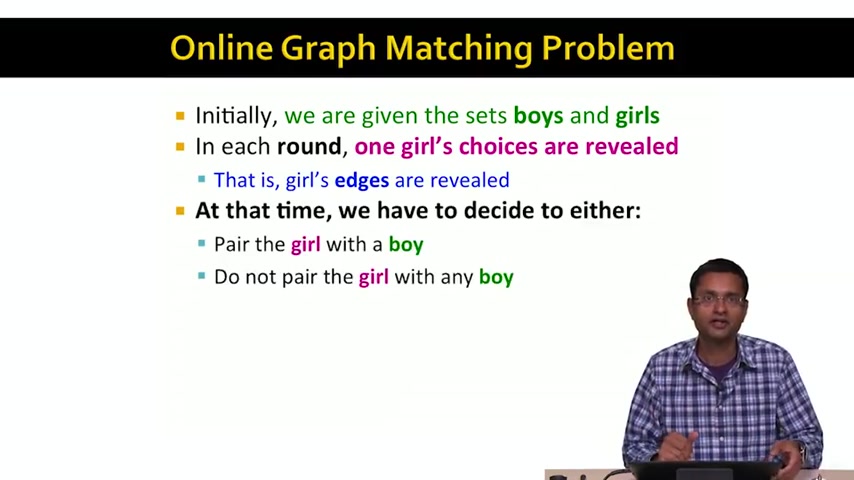 Online Graph Matching Problem
Initially, we are given the sets boys and girls
In each round, one girl's choices are revealed
That is, girl's edges are revealed
At that time, we have to decide to either:
Pair the girl with a boy
Do not pair the girl with any boy